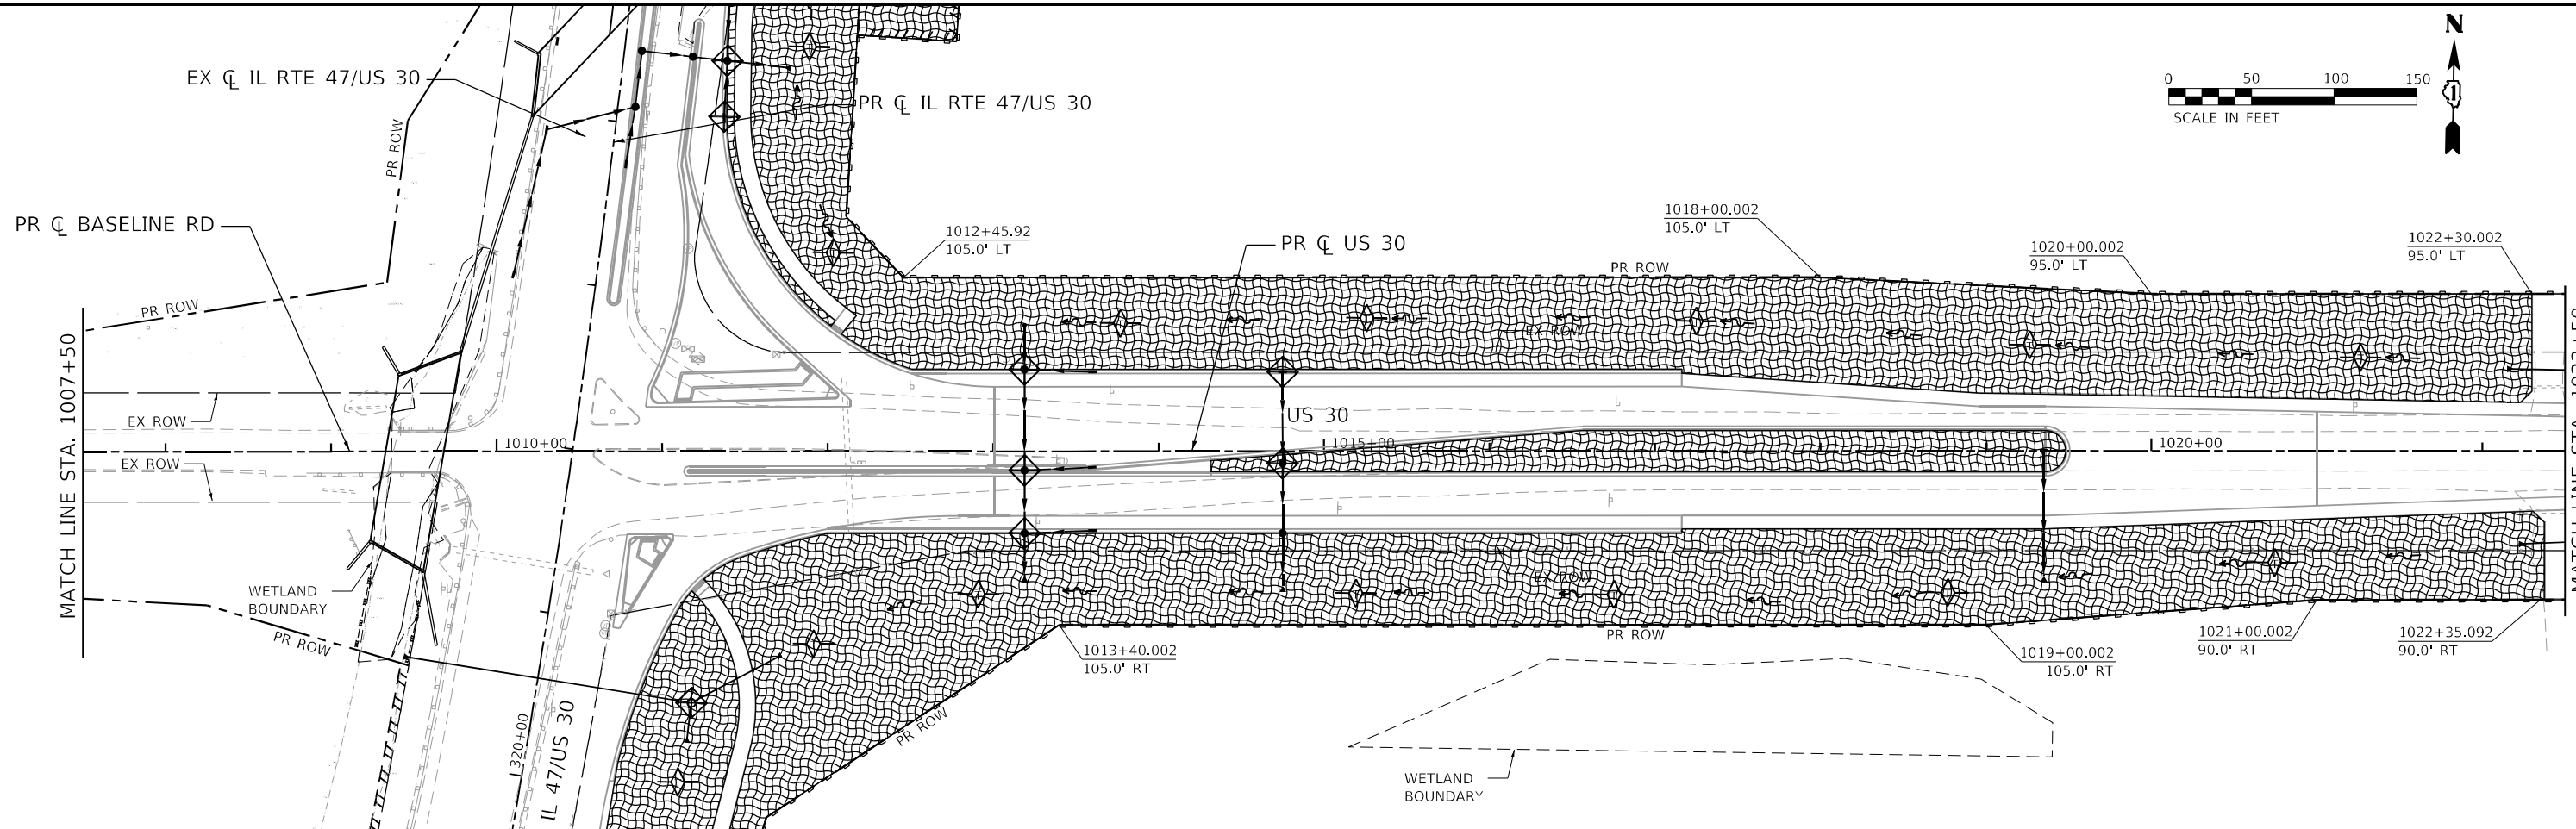 N
EX ℄ IL RTE 47/US 30
0 50 100 150
SCALE IN FEET
PR ROW
PR ℄ IL RTE 47/US 30
PR ℄ BASELINE RD
1012+45.92
105.0' LT
PR ℄ US 30
1018+00.002
105.0' LT
1020+00.002
95.0' LT
1022+30.002
95.0' LT
PR ROW
PR ROW
MATCH LINE STA. 1007+50
EX ROW
EX ROW
US 30
1010+00
1015+00
1020+00
EX ROW
EX ROW
WETLAND
BOUNDARY
PR ROW
PR ROW
1013+40.002
105.0' RT
1019+00.002
105.0' RT
1021+00.002
90.0' RT
1022+35.092
90.0' RT
PR ROW
320+00
IL 47/US 30
WETLAND
BOUNDARY